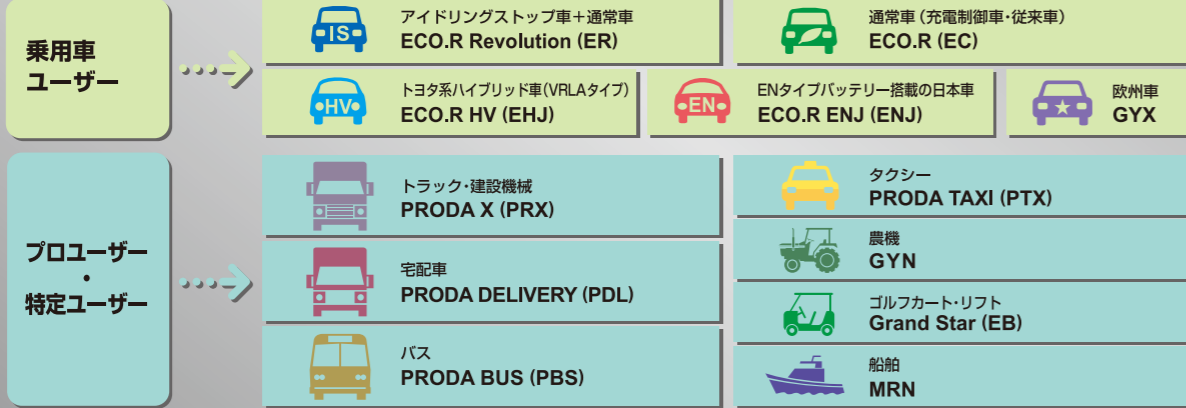 乗用車
ユーザー
IS
アイドリングストップ車+通常車
ECO.R Revolution (ER)
通常車(充電制御車・従来車)
ECO.R (EC)
HV
トヨタ系ハイブリッド車(VRLAタイプ)
ECO.R HV (EHJ)
EN
ENタイプバッテリー搭載の日本車
ECO.R ENJ (ENJ)
欧州車
GYX
プロユーザー
・
特定ユーザー
トラック・建設機械
PRODA X (PRX)
宅配車
PRODA DELIVERY (PDL)
バス
PRODA BUS (PBS)
タクシー
PRODA TAXI (PTX)
農機
GYN
ゴルフカート・リフト
Grand Star (EB)
船舶
MRN